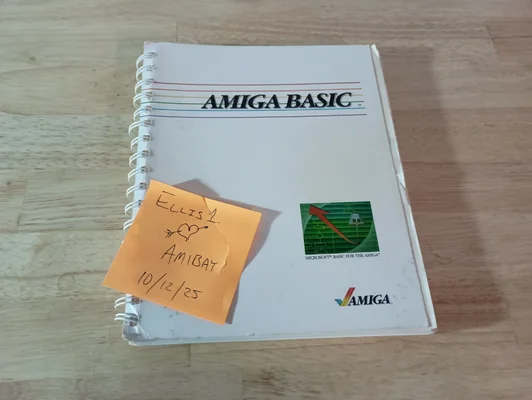 AMIGA BASIC
ELLIS1
AMIBAY
10/12/25
MICROSOFT® BASIC FOR THE AMIGA®
AMIGA